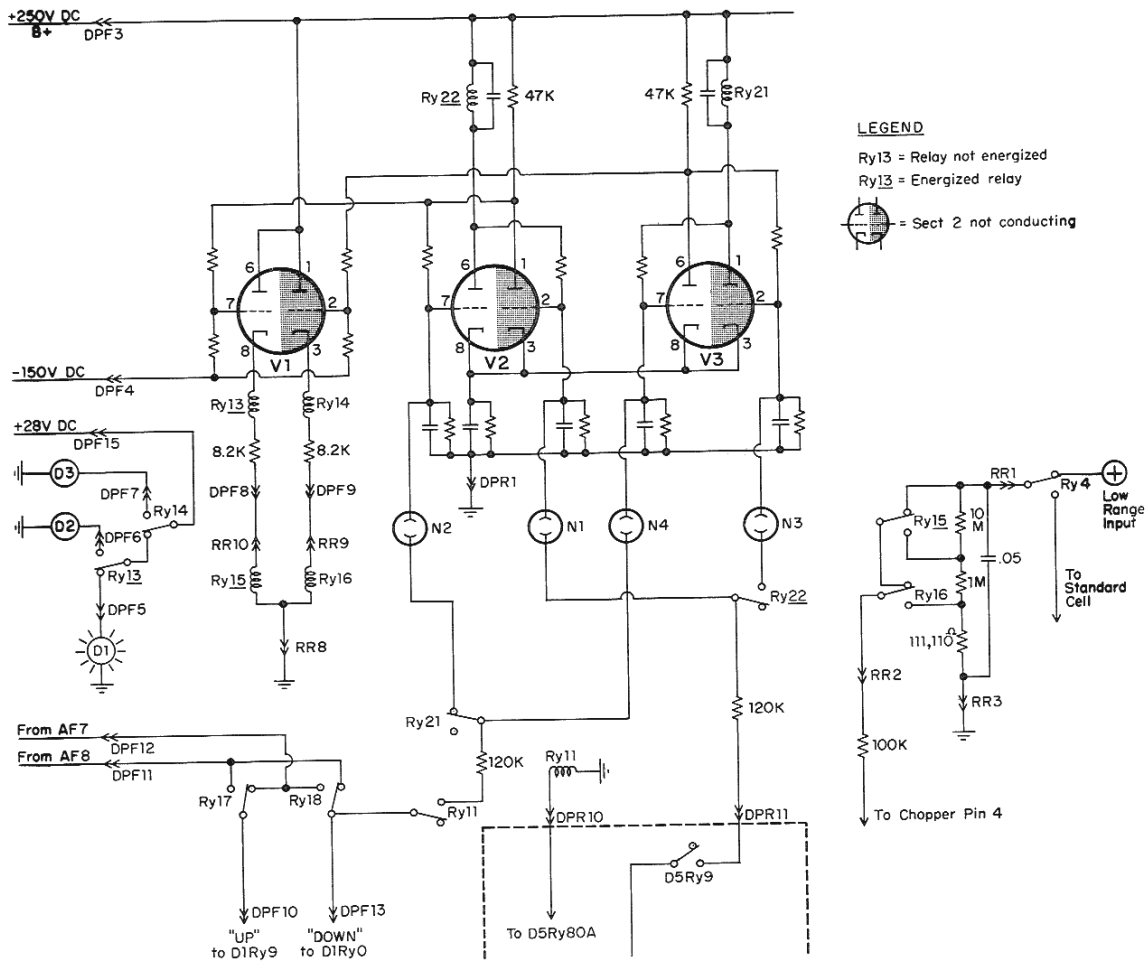 +250V DC
B+
DPF3
Ry22
47K
47K
Ry21
LEGEND
Ry13 = Relay not energized
Ry13 = Energized relay
= Sect 2 not conducting
6
1
7
2
8
3
V1
6
1
7
2
8
3
V2
6
1
7
2
8
3
V3
-150V DC
DPF4
Ry13
Ry14
+28V DC
DPF15
8.2K
8.2K
D3
DPF7
Ry14
DPF8
DPF9
DPR1
D2
DPF6
RR10
RR9
N2
N1
N4
N3
Ry13
Ry15
Ry16
Ry22
DPF5
D1
RR8
RR1
Ry4
Low
Range
Input
Ry15
10
M
.05
Ry16
1M
To
Standard
Cell
111,110Ω
RR2
RR3
100K
To Chopper Pin 4
120K
Ry21
120K
From AF7
DPF12
From AF8
DPF11
Ry17
Ry18
Ry11
Ry11
DPR10
DPR11
D5Ry9
DPF10
DPF13
"UP"
to D1Ry9
"DOWN"
to D1Ry0
To D5Ry80A